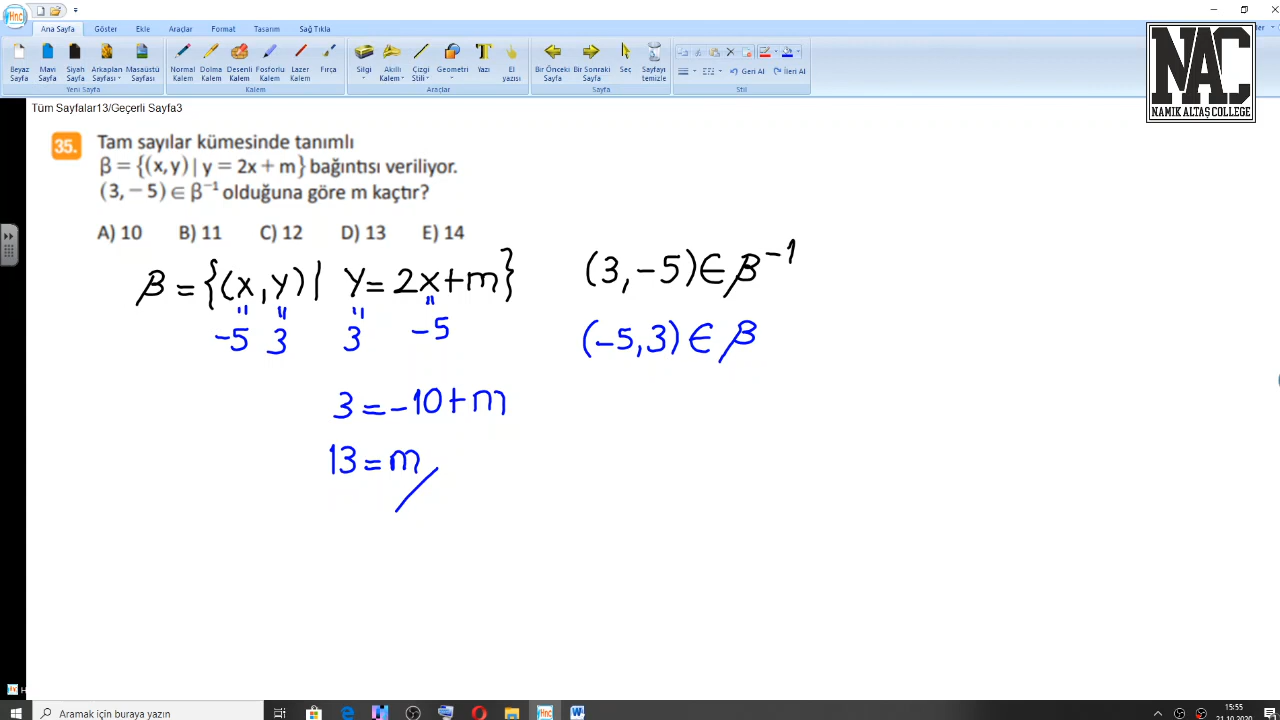 Ana Sayfa Göster Ekle Araçlar Format Tasarım Sağ Tıkla
Beyaz Sayfa Mavi Sayfa Siyah Sayfa Arkaplan Sayfası Masaüstü Sayfası Normal Kalem Dolma Kalem Desenli Kalem Fosforlu Kalem Lazer Kalem Fırça Silgi Akıllı Kalem Çizgi Stili Geometri Yazı El yazısı Bir Önceki Sayfa Bir Sonraki Sayfa Seç Sayfayı temizle Geri Al İleri Al
Yeni Sayfa Kalem Araçlar Sayfa Stil
NAC
NAMIK ALTAŞ COLLEGE
Tüm Sayfalar13/Geçerli Sayfa3
35. Tam sayılar kümesinde tanımlı
β = {(x,y) | y = 2x + m} bağıntısı veriliyor.
(3, − 5) ∈ β⁻¹ olduğuna göre m kaçtır?
A) 10 B) 11 C) 12 D) 13 E) 14
β = {(x,y) | y = 2x+m} (3,-5) ∈ β⁻¹
-5 3 3 -5 (-5,3) ∈ β
3 = -10+m
13 = m
Aramak için buraya yazın
15:55
21.10.2020